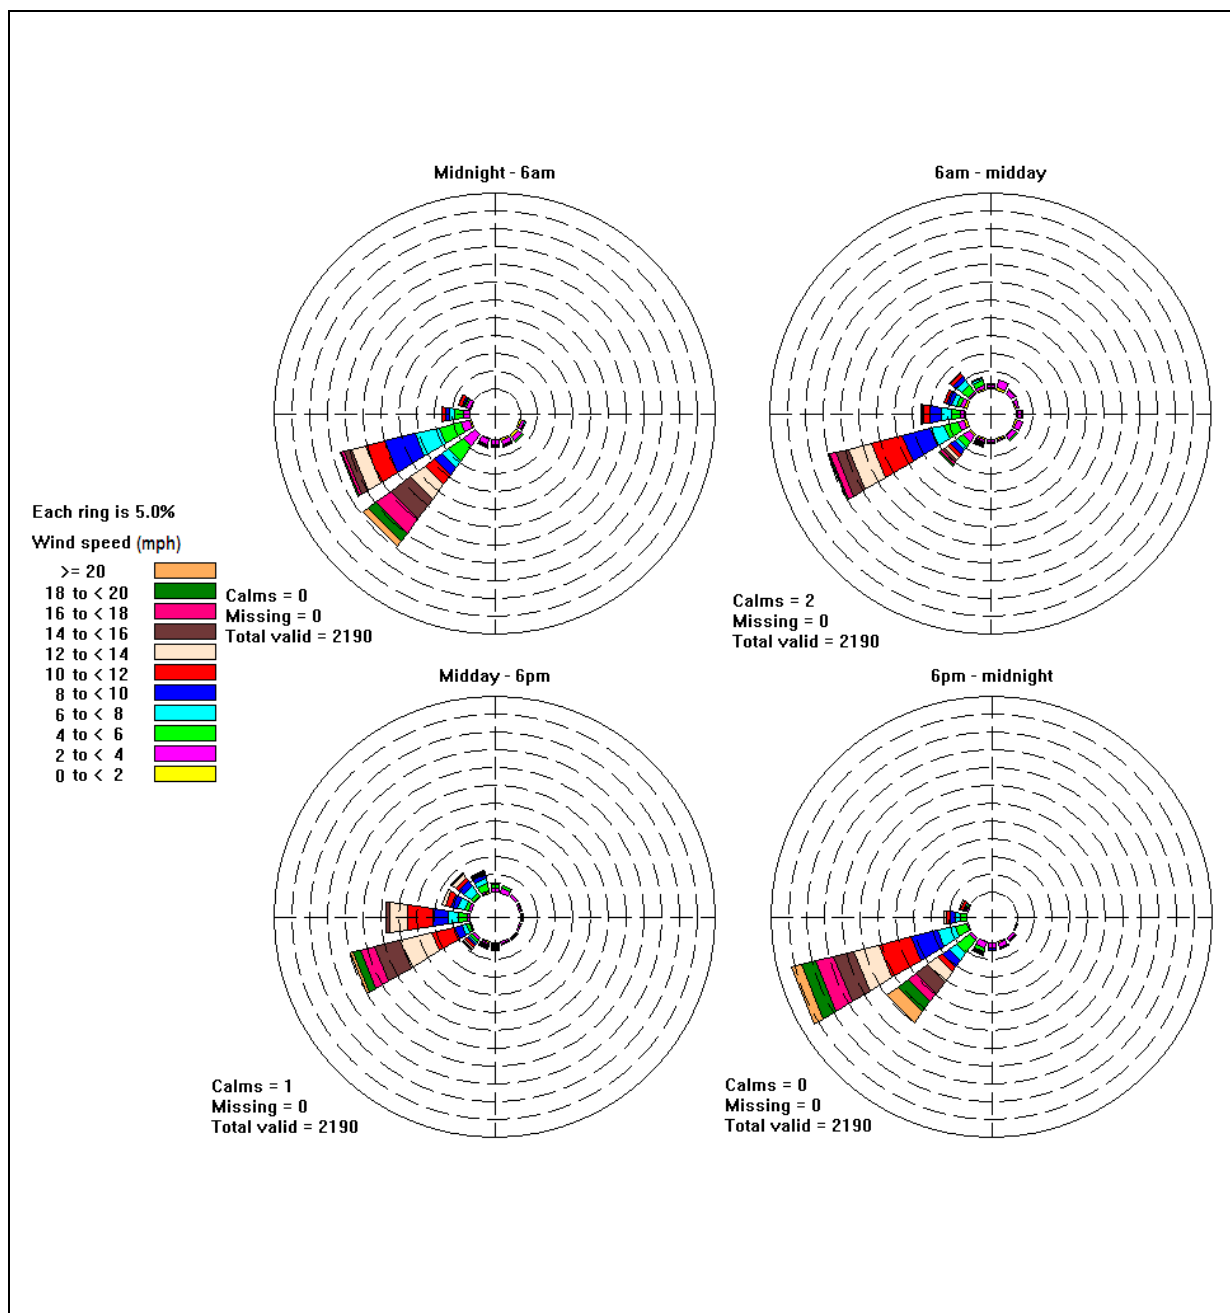 Midnight - 6am
6am - midday
Each ring is 5.0%
Wind speed (mph)
>= 20
18 to < 20
16 to < 18
14 to < 16
12 to < 14
10 to < 12
8 to < 10
6 to < 8
4 to < 6
2 to < 4
0 to < 2
Calms = 0
Missing = 0
Total valid = 2190
Calms = 2
Missing = 0
Total valid = 2190
Midday - 6pm
6pm - midnight
Calms = 1
Missing = 0
Total valid = 2190
Calms = 0
Missing = 0
Total valid = 2190